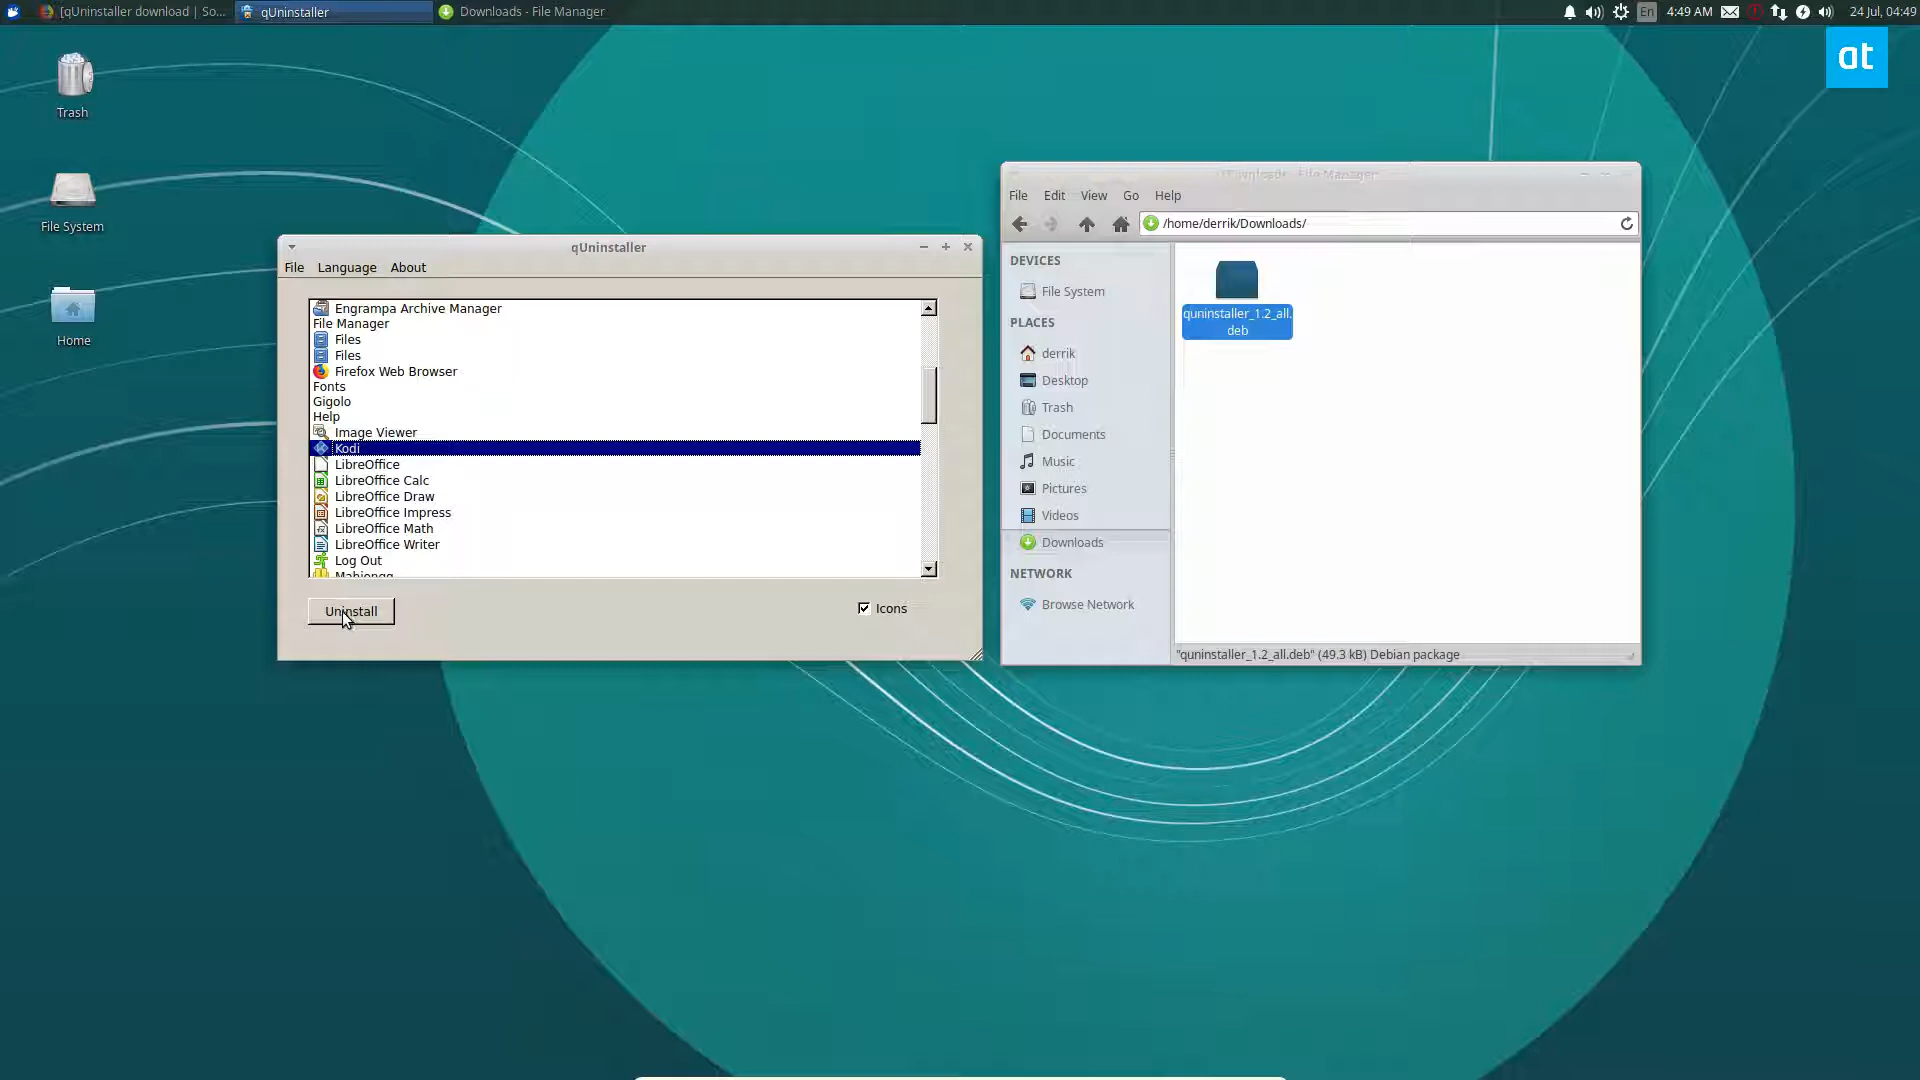 [qUninstaller download | So...
qUninstaller
Downloads - File Manager
En
4:49 AM
24 Jul, 04:49
at
Trash
File System
Home
qUninstaller
File
Language
About
Engrampa Archive Manager
File Manager
Files
Files
Firefox Web Browser
Fonts
Gigolo
Help
Image Viewer
Kodi
LibreOffice
LibreOffice Calc
LibreOffice Draw
LibreOffice Impress
LibreOffice Math
LibreOffice Writer
Log Out
Mahjongg
Uninstall
Icons
Downloads - File Manager
File
Edit
View
Go
Help
/home/derrik/Downloads/
DEVICES
File System
PLACES
derrik
Desktop
Trash
Documents
Music
Pictures
Videos
Downloads
NETWORK
Browse Network
quninstaller_1.2_all.
deb
"quninstaller_1.2_all.deb" (49.3 kB) Debian package